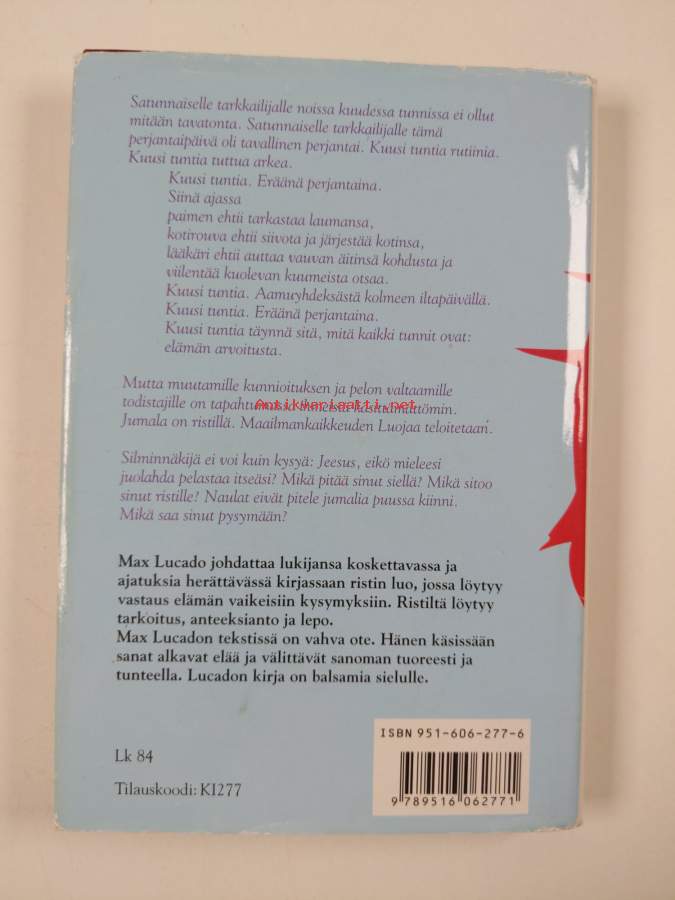 Satunnaiselle tarkkailijalle noissa kuudessa tunnissa ei ollut
mitään tavatonta. Satunnaiselle tarkkailijalle tämä
perjantaipäivä oli tavallinen perjantai. Kuusi tuntia rutiinia.
Kuusi tuntia tuttua arkea.
Kuusi tuntia. Eräänä perjantaina.
Siinä ajassa
paimen ehtii tarkastaa laumansa,
kotirouva ehtii siivota ja järjestää kotinsa,
lääkäri ehtii auttaa vauvan äitinsä kohdusta ja
viilentää kuolevan kuumeista otsaa.
Kuusi tuntia. Aamuyhdeksästä kolmeen iltapäivällä.
Kuusi tuntia. Eräänä perjantaina.
Kuusi tuntia täynnä sitä, mitä kaikki tunnit ovat:
elämän arvoitusta.
Mutta muutamille kunnioituksen ja pelon valtaamille
todistajille on tapahtumassa ihmeistä käsittämättömin.
Antikvariaatti.net
Jumala on ristillä. Maailmankaikkeuden Luojaa teloitetaan.
Silminnäkijä ei voi kuin kysyä: Jeesus, eikö mieleesi
juolahda pelastaa itseäsi? Mikä pitää sinut siellä? Mikä sitoo
sinut ristille? Naulat eivät pitele jumalia puussa kiinni.
Mikä saa sinut pysymään?
Max Lucado johdattaa lukijansa koskettavassa ja
ajatuksia herättävässä kirjassaan ristin luo, jossa löytyy
vastaus elämän vaikeisiin kysymyksiin. Ristiltä löytyy
tarkoitus, anteeksianto ja lepo.
Max Lucadon tekstissä on vahva ote. Hänen käsissään
sanat alkavat elää ja välittävät sanoman tuoreesti ja
tunteella. Lucadon kirja on balsamia sielulle.
ISBN 951-606-277-6
Lk 84
Tilauskoodi: KI277
9 789516 062771